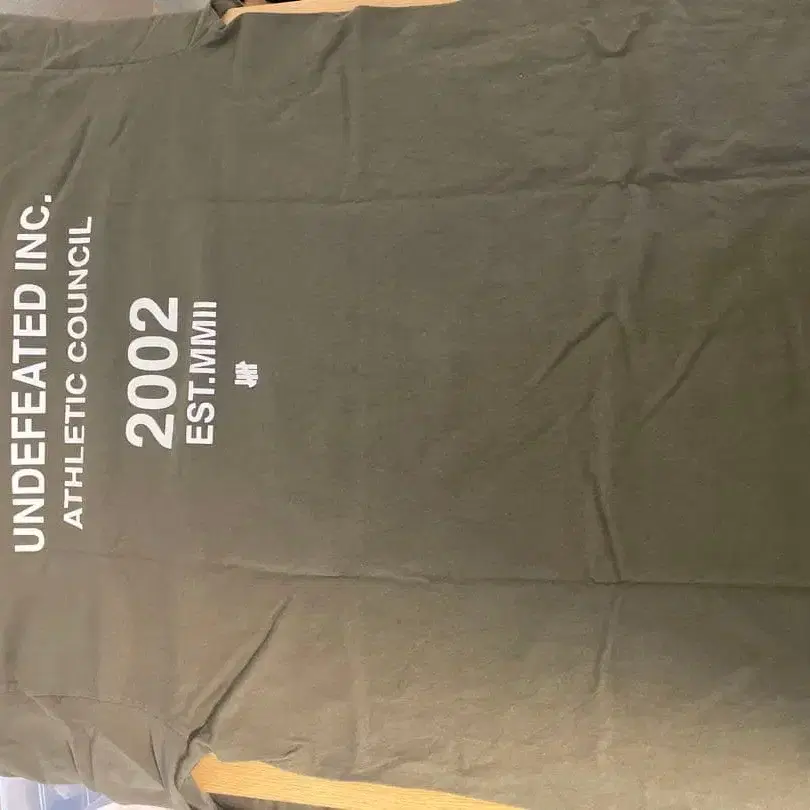 UNDEFEATED INC.
ATHLETIC COUNCIL
2002
EST.MMII